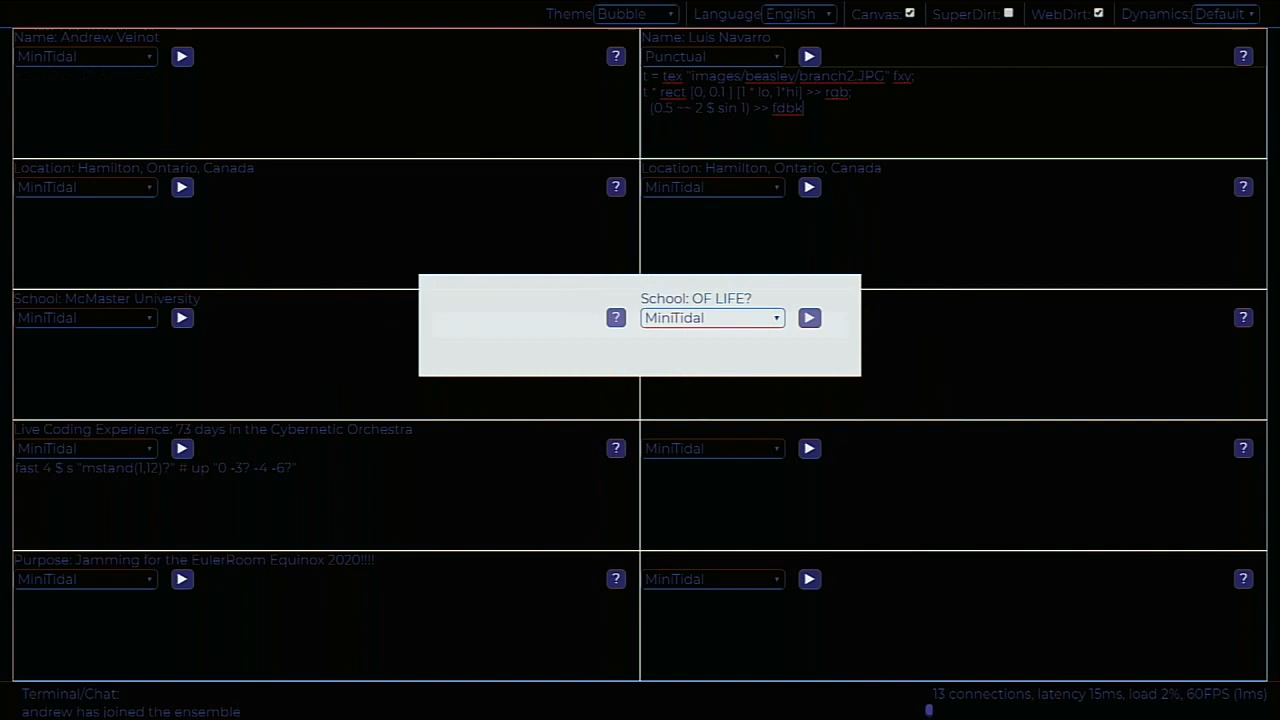 Theme Bubble Language English Canvas: SuperDirt: WebDirt: Dynamics: Default
Name: Andrew Veinot
MiniTidal ?
Name: Luis Navarro
Punctual ?
t = tex "images/beasley/branch2.JPG" fxy;
t * rect [0, 0.1 ] [1 * lo, 1*hi] >> rgb;
(0.5 ~~ 2 $ sin 1) >> fdbk
Location: Hamilton, Ontario, Canada
MiniTidal ?
Location: Hamilton, Ontario, Canada
MiniTidal ?
School: McMaster University
MiniTidal ?
School: OF LIFE?
MiniTidal ?
Live Coding Experience: 73 days in the Cybernetic Orchestra
MiniTidal ?
fast 4 $ s "mstand(1,12)?" # up "0 -3? -4 -6?"
MiniTidal ?
Purpose: Jamming for the EulerRoom Equinox 2020!!!!
MiniTidal ?
MiniTidal ?
Terminal/Chat:
andrew has joined the ensemble
13 connections, latency 15ms, load 2%, 60FPS (1ms)